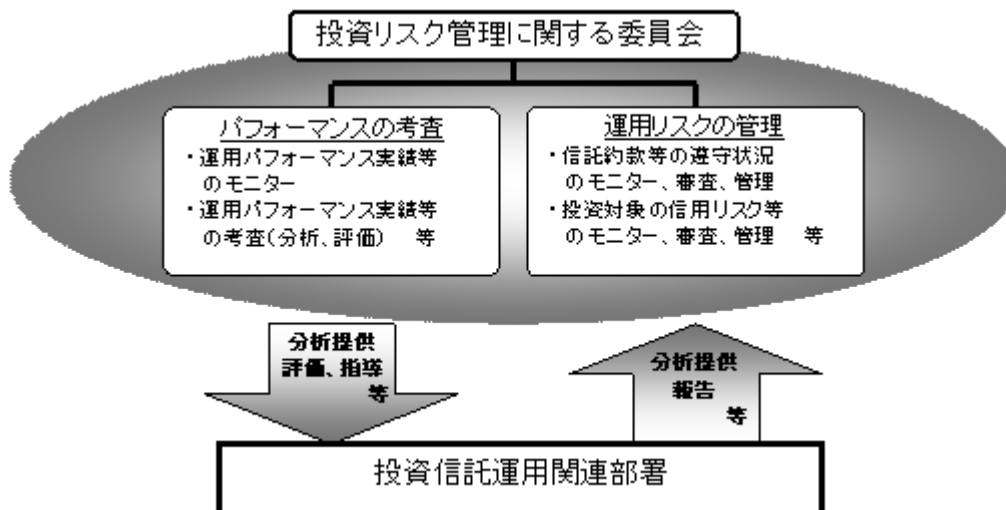 投資リスク管理に関する委員会
パフォーマンスの考査
・運用パフォーマンス実績等
のモニター
・運用パフォーマンス実績等
の考査(分析、評価) 等
運用リスクの管理
・信託約款等の遵守状況
のモニター、審査、管理
・投資対象の信用リスク等
のモニター、審査、管理 等
分析提供
評価、指導
等
分析提供
報告
等
投資信託運用関連部署